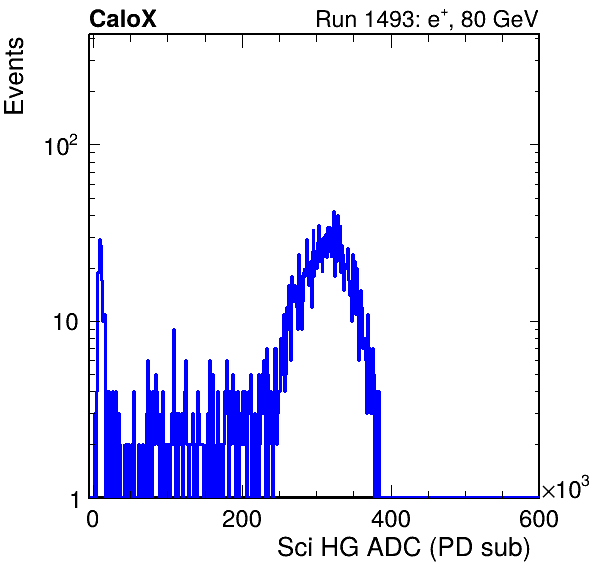 CaloX Run 1493: e⁺, 80 GeV
Events
10²
10
1
0 200 400 600
×10³
Sci HG ADC (PD sub)